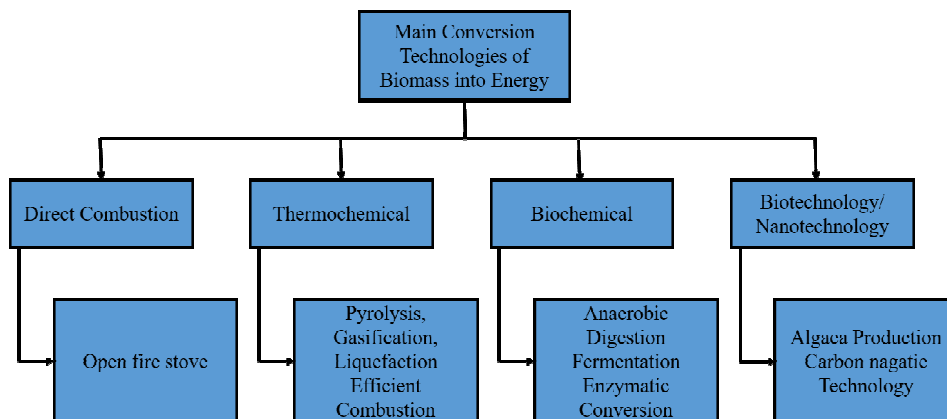 Main Conversion
Technologies of
Biomass into Energy
Direct Combustion
Thermochemical
Biochemical
Biotechnology/
Nanotechnology
Open fire stove
Pyrolysis,
Gasification,
Liquefaction
Efficient
Combustion
Anaerobic
Digestion
Fermentation
Enzymatic
Conversion
Algaea Production
Carbon nagatic
Technology